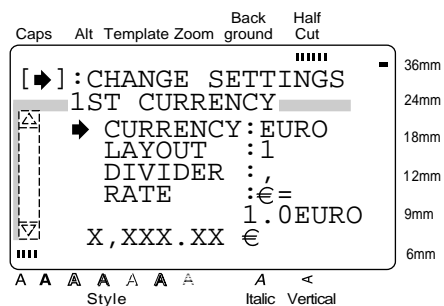 Back Half
Caps Alt Template Zoom ground Cut
36mm
[➡]:CHANGE SETTINGS
1ST CURRENCY
24mm
➡ CURRENCY:EURO
18mm
LAYOUT :1
DIVIDER :,
12mm
RATE :€=
1.0EURO
9mm
X,XXX.XX €
6mm
A A A A A A A A A
Style Italic Vertical